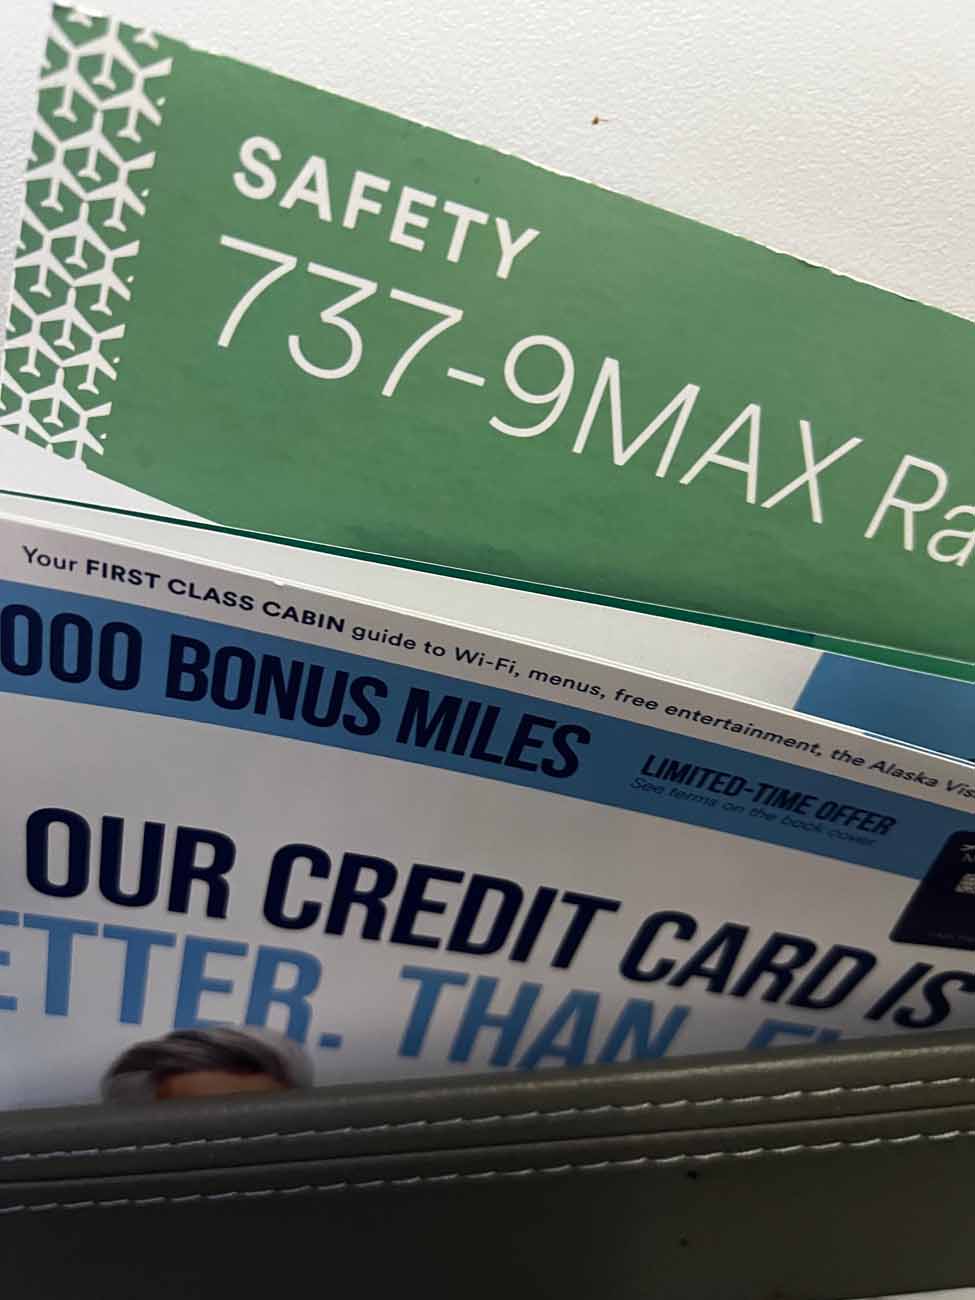 SAFETY
737-9MAX Ra
Your FIRST CLASS CABIN guide to Wi-Fi, menus, free entertainment, the Alaska Vis
000 BONUS MILES
LIMITED-TIME OFFER
See terms on the back cover
OUR CREDIT CARD IS
ETTER. THAN.